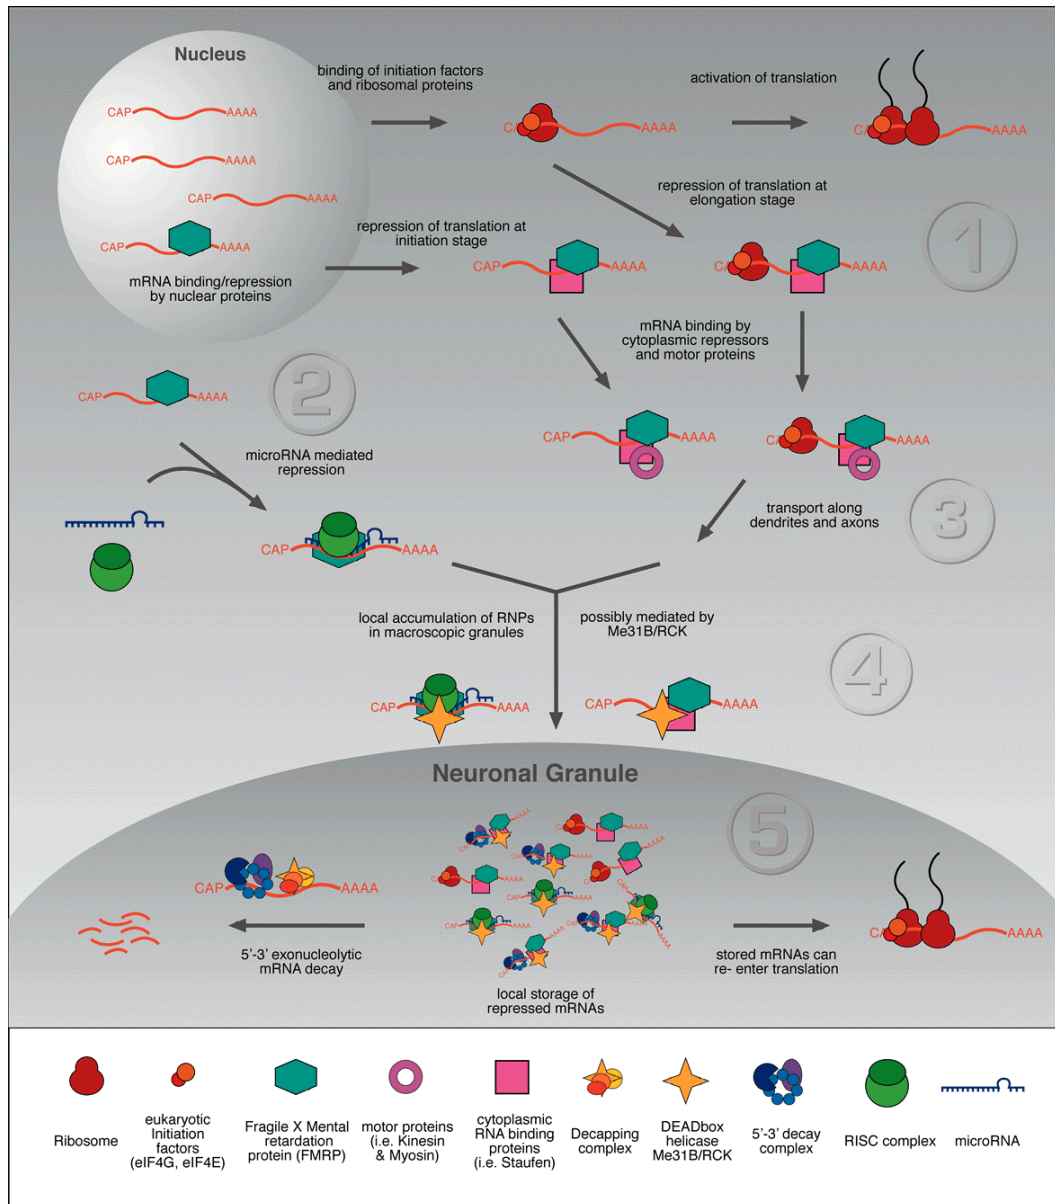 Nucleus
binding of initiation factors
and ribosomal proteins
activation of translation
CAP AAAA
CAP AAAA
CAP AAAA
CAP AAAA
mRNA binding/repression
by nuclear proteins
CA AAAA
CA AAAA
repression of translation at
elongation stage
repression of translation at
initiation stage
1
CAP AAAA
CAP AAAA
mRNA binding by
cytoplasmic repressors
and motor proteins
2
CAP AAAA
microRNA mediated
repression
CAP AAAA
CAP AAAA
transport along
dendrites and axons
3
CAP AAAA
local accumulation of RNPs
in macroscopic granules
possibly mediated by
Me31B/RCK
4
CAP AAAA
CAP AAAA
Neuronal Granule
5
CAP AAAA
CA AAAA
5'-3' exonucleolytic
mRNA decay
local storage of
repressed mRNAs
stored mRNAs can
re- enter translation
Ribosome
eukaryotic
Initiation
factors
(eIF4G, eIF4E)
Fragile X Mental
retardation
protein (FMRP)
motor proteins
(i.e. Kinesin
& Myosin)
cytoplasmic
RNA binding
proteins
(i.e. Staufen)
Decapping
complex
DEADbox
helicase
Me31B/RCK
5'-3' decay
complex
RISC complex
microRNA